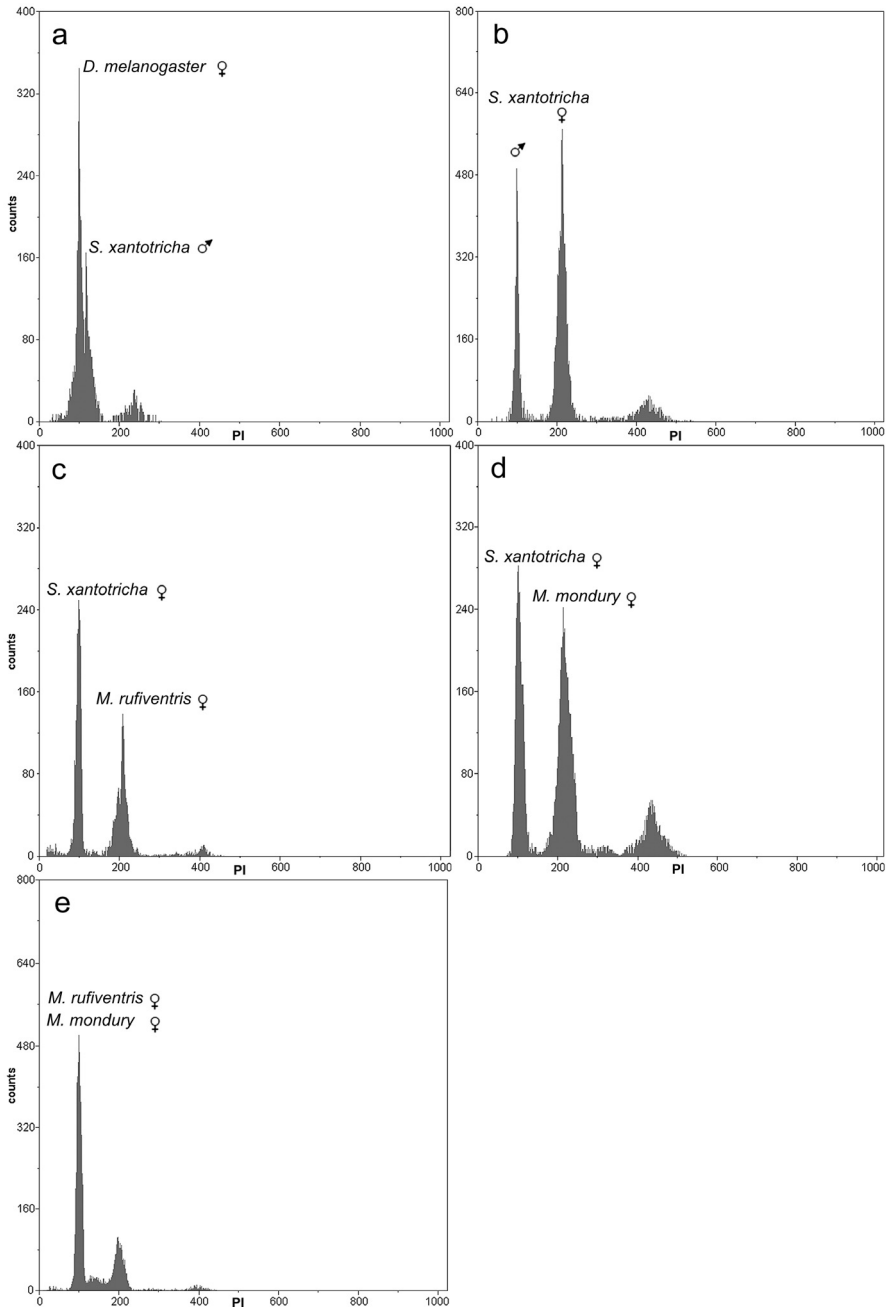 a
400
320
240
160
80
0
counts
D. melanogaster ♀
S. xantotricha ♂
0 200 400 600 800 1000
PI
b
800
640
480
320
160
0
S. xantotricha
♀
♂
0 200 400 600 800 1000
PI
c
400
320
240
160
80
0
counts
S. xantotricha ♀
M. rufiventris ♀
0 200 400 600 800 1000
PI
d
400
320
240
160
80
0
S. xantotricha ♀
M. mondury ♀
0 200 400 600 800 1000
PI
e
800
640
480
320
160
0
counts
M. rufiventris ♀
M. mondury ♀
0 200 400 600 800 1000
PI